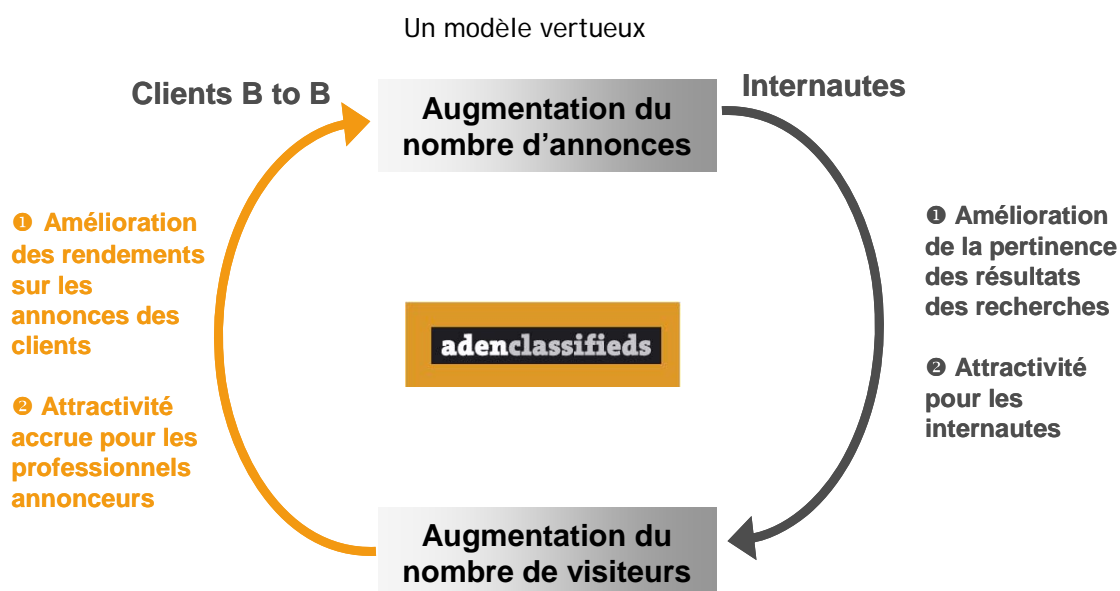 Un modèle vertueux
Clients B to B
Augmentation du
nombre d'annonces
Internautes
❶ Amélioration
des rendements
sur les
annonces des
clients
❷ Attractivité
accrue pour les
professionnels
annonceurs
adenclassifieds
❶ Amélioration
de la pertinence
des résultats
des recherches
❷ Attractivité
pour les
internautes
Augmentation du
nombre de visiteurs